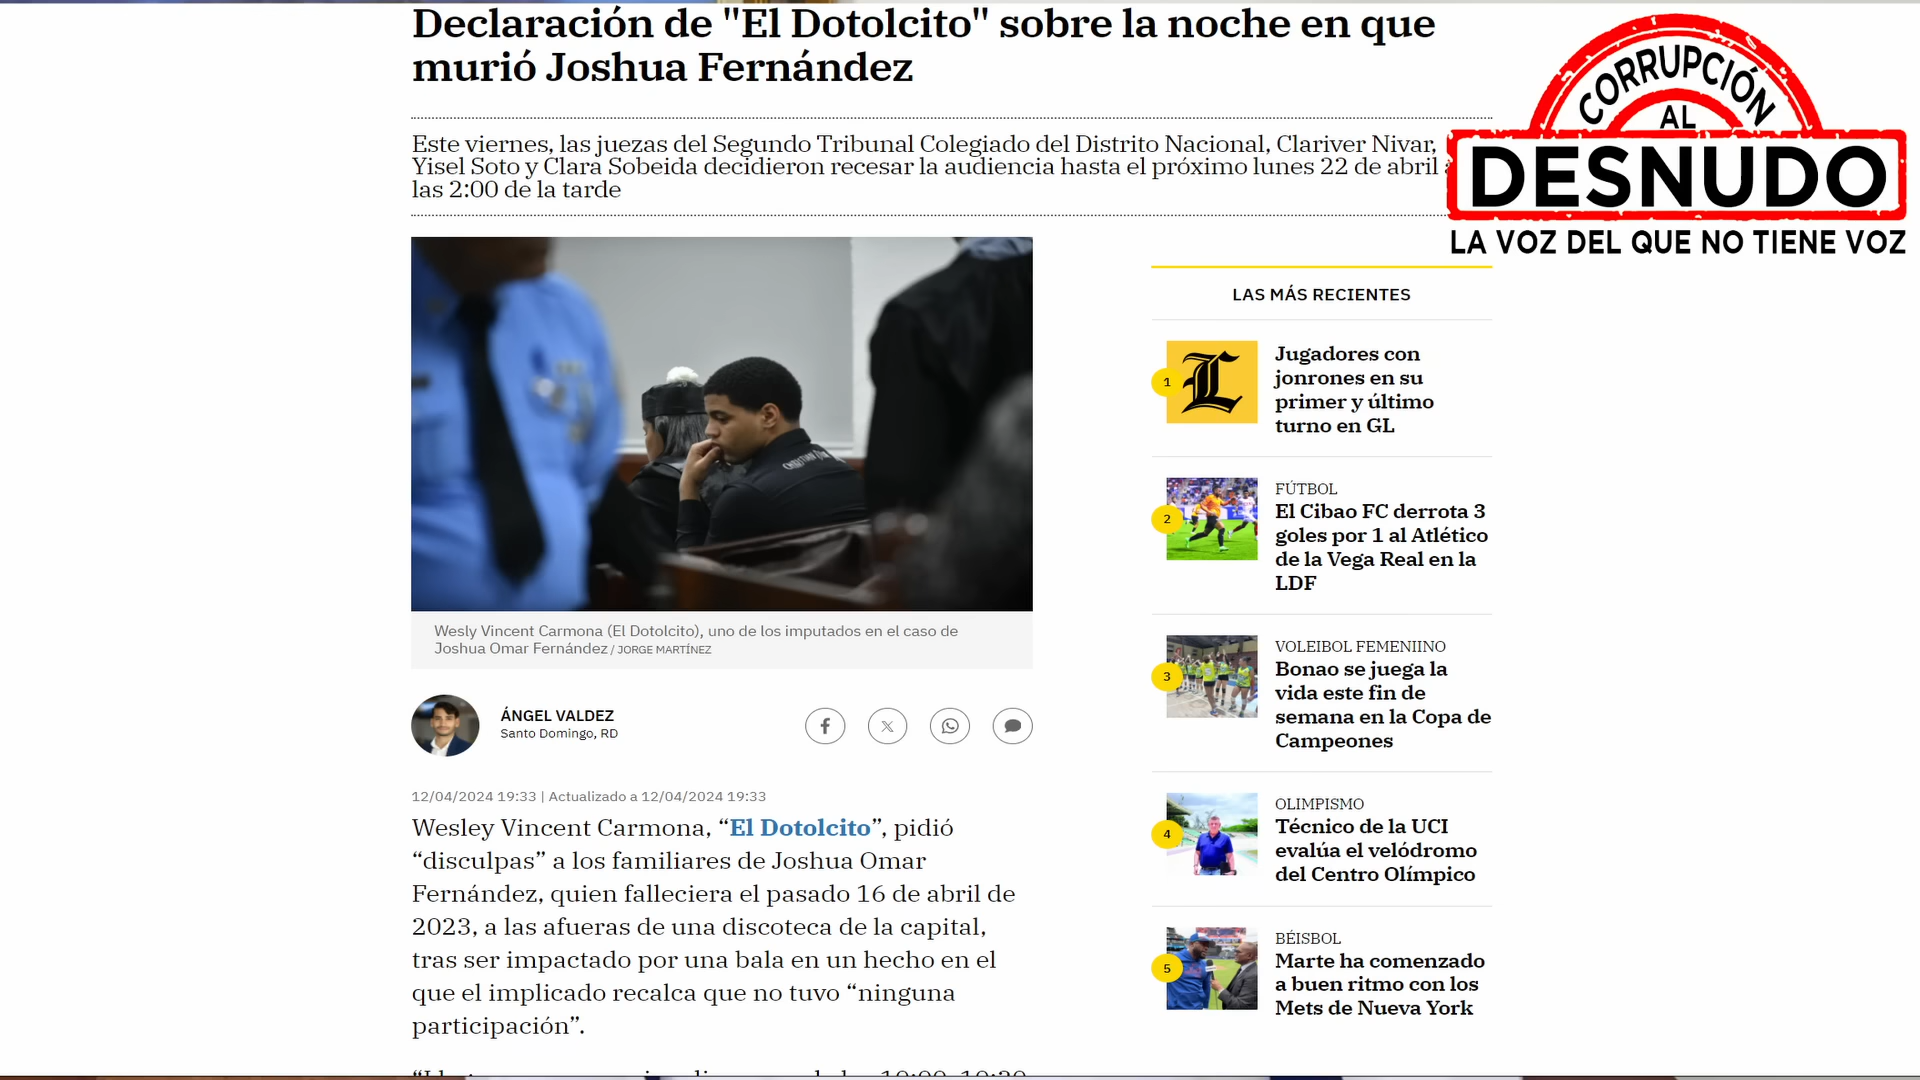 Declaración de "El Dotolcito" sobre la noche en que
murió Joshua Fernández
Este viernes, las juezas del Segundo Tribunal Colegiado del Distrito Nacional, Clariver Nivar,
Yisel Soto y Clara Sobeida decidieron recesar la audiencia hasta el próximo lunes 22 de abril a
las 2:00 de la tarde
CORRUPCIÓN
AL
DESNUDO
LA VOZ DEL QUE NO TIENE VOZ
Wesly Vincent Carmona (El Dotolcito), uno de los imputados en el caso de
Joshua Omar Fernández / JORGE MARTÍNEZ
ÁNGEL VALDEZ
Santo Domingo, RD
12/04/2024 19:33 | Actualizado a 12/04/2024 19:33
Wesley Vincent Carmona, “El Dotolcito”, pidió
“disculpas” a los familiares de Joshua Omar
Fernández, quien falleciera el pasado 16 de abril de
2023, a las afueras de una discoteca de la capital,
tras ser impactado por una bala en un hecho en el
que el implicado recalca que no tuvo “ninguna
participación”.
LAS MÁS RECIENTES
1
L
Jugadores con
jonrones en su
primer y último
turno en GL
2
FÚTBOL
El Cibao FC derrota 3
goles por 1 al Atlético
de la Vega Real en la
LDF
3
VOLEIBOL FEMENIINO
Bonao se juega la
vida este fin de
semana en la Copa de
Campeones
4
OLIMPISMO
Técnico de la UCI
evalúa el velódromo
del Centro Olímpico
5
BÉISBOL
Marte ha comenzado
a buen ritmo con los
Mets de Nueva York